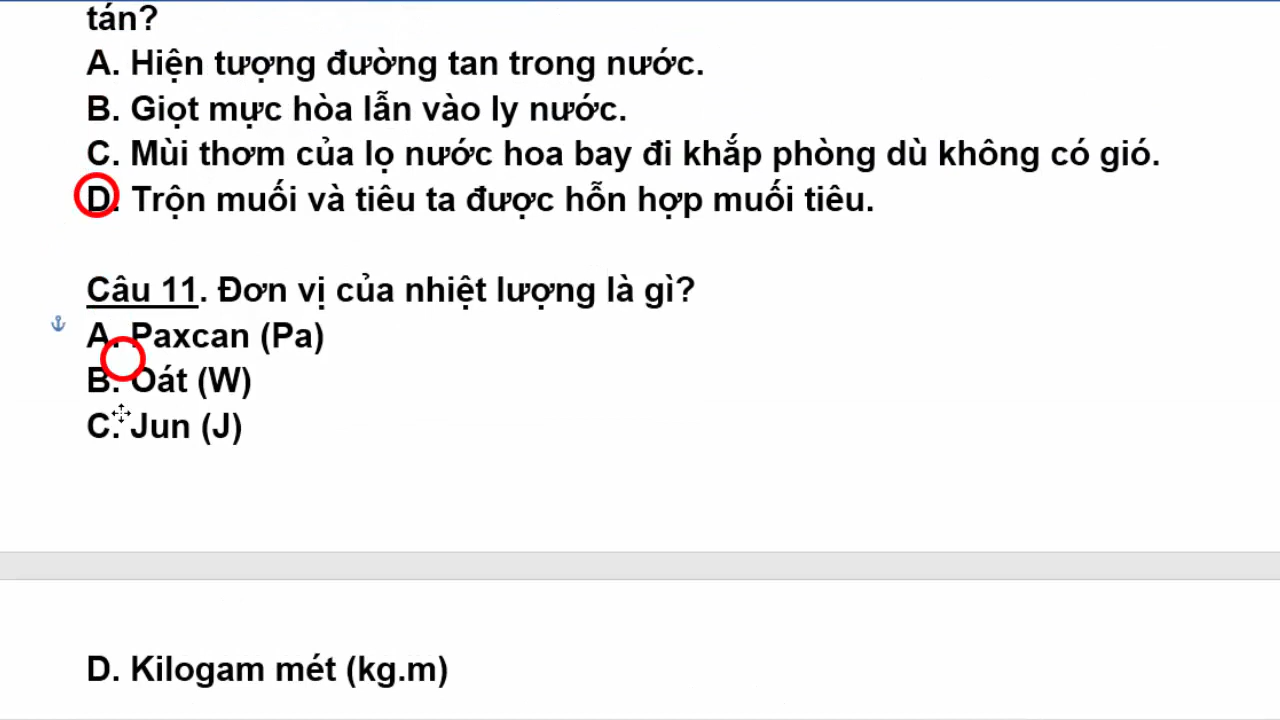 tán?
A. Hiện tượng đường tan trong nước.
B. Giọt mực hòa lẫn vào ly nước.
C. Mùi thơm của lọ nước hoa bay đi khắp phòng dù không có gió.
D. Trộn muối và tiêu ta được hỗn hợp muối tiêu.
Câu 11. Đơn vị của nhiệt lượng là gì?
A. Paxcan (Pa)
B. Oát (W)
C. Jun (J)
D. Kilogam mét (kg.m)